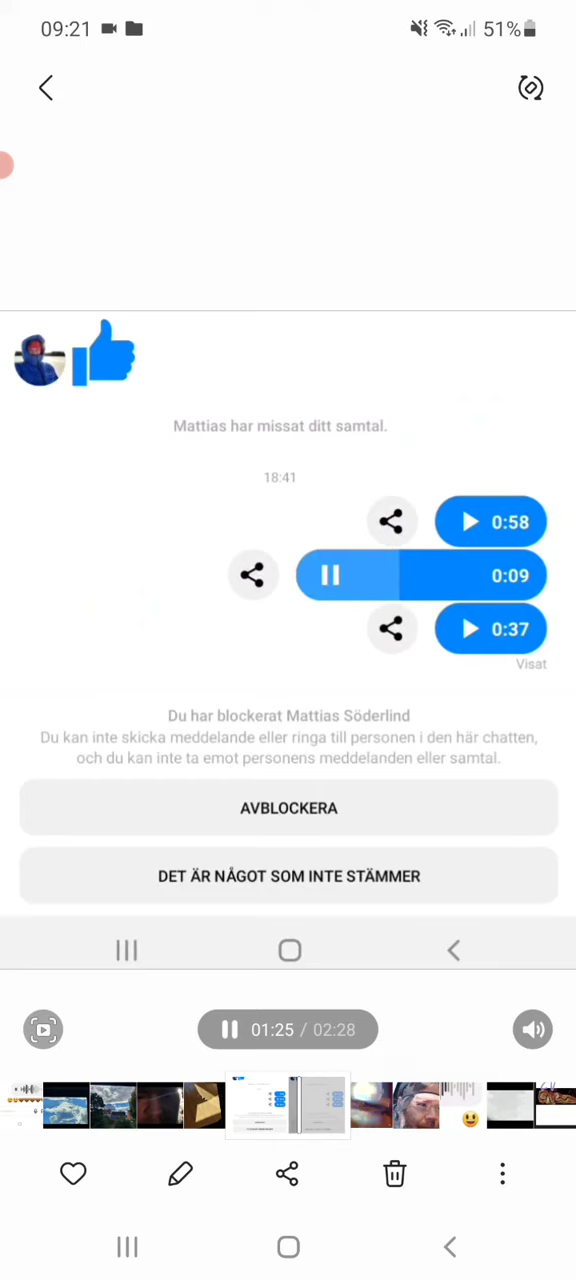 09:21
51%
Mattias har missat ditt samtal.
18:41
0:58
0:09
0:37
Visat
Du har blockerat Mattias Söderlind
Du kan inte skicka meddelande eller ringa till personen i den här chatten,
och du kan inte ta emot personens meddelanden eller samtal.
AVBLOCKERA
DET ÄR NÅGOT SOM INTE STÄMMER
01:25 / 02:28